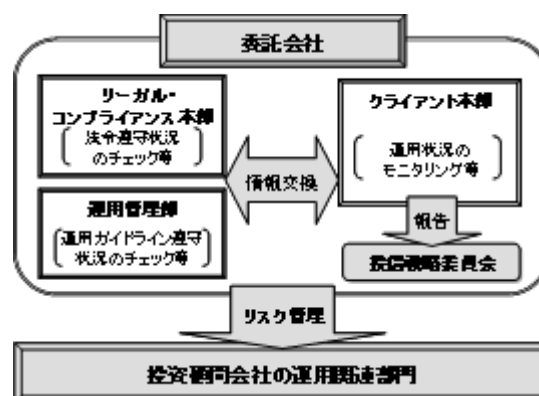 委託会社
リーガル・
コンプライアンス本部
法令遵守状況
のチェック等
クライアント本部
運用状況の
モニタリング等
情報交換
運用管理部
運用ガイドライン遵守
状況のチェック等
報告
投信戦略委員会
リスク管理
投資顧問会社の運用関連部門